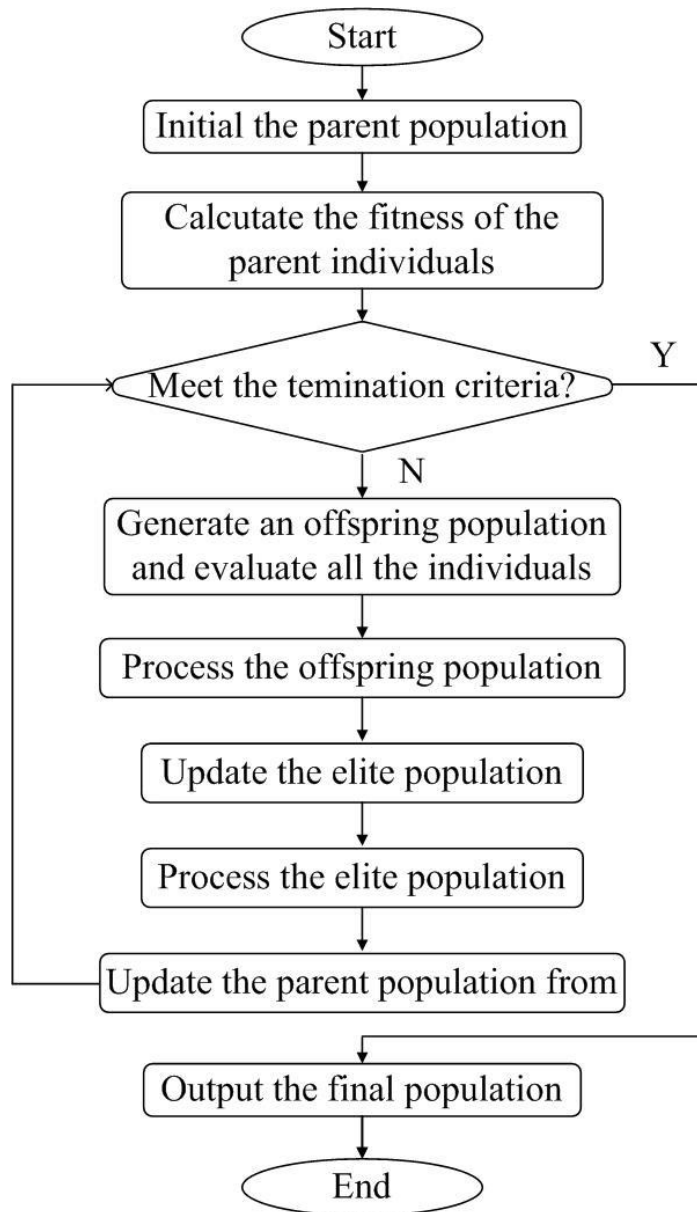 Start
Initial the parent population
Calcutate the fitness of the
parent individuals
Meet the temination criteria?
Y
N
Generate an offspring population
and evaluate all the individuals
Process the offspring population
Update the elite population
Process the elite population
Update the parent population from
Output the final population
End